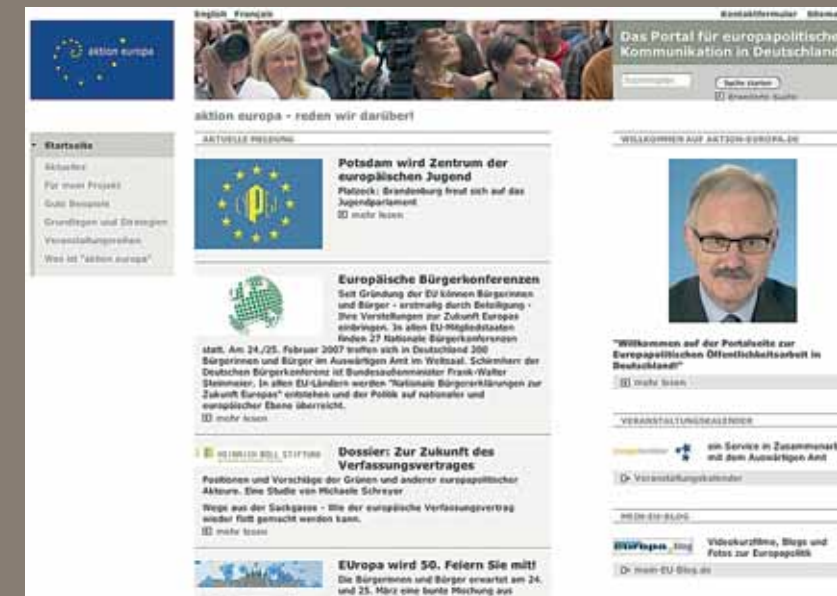 English Français
Kontaktformular
aktion europa
Das Portal für europapolitische
Kommunikation in Deutschland
Suche starten
Erweiterte Suche
aktion europa - reden wir darüber!
Startseite
Aktuelles
Für mein Projekt
Gute Beispiele
Grundlagen und Strategien
Veranstaltungsreihen
Was ist "aktion europa"
AKTUELLE MELDUNG
Potsdam wird Zentrum der
europäischen Jugend
Platzeck: Brandenburg freut sich auf das
Jugendparlament
mehr lesen
Europäische Bürgerkonferenzen
Seit Gründung der EU können Bürgerinnen
und Bürger - erstmalig durch Beteiligung -
Ihre Vorstellungen zur Zukunft Europas
einbringen. In allen EU-Mitgliedstaaten
finden 27 Nationale Bürgerkonferenzen
statt. Am 24./25. Februar 2007 treffen sich in Deutschland 200
Bürgerinnen und Bürger im Auswärtigen Amt im Weltsaal. Schirmherr der
Deutschen Bürgerkonferenz ist Bundesaußenminister Frank-Walter
Steinmeier. In allen EU-Ländern werden "Nationale Bürgererklärungen zur
Zukunft Europas" entstehen und der Politik auf nationaler und
europäischer Ebene überreicht.
mehr lesen
HEINRICH BÖLL STIFTUNG
Dossier: Zur Zukunft des
Verfassungsvertrages
Positionen und Vorschläge der Grünen und anderer europapolitischer
Akteure. Eine Studie von Michaele Schreyer
Wege aus der Sackgasse - Wie der europäische Verfassungsvertrag
wieder flott gemacht werden kann.
mehr lesen
EUropa wird 50. Feiern Sie mit!
Die Bürgerinnen und Bürger erwartet am 24.
und 25. März eine bunte Mischung aus
WILLKOMMEN AUF AKTION-EUROPA.DE
"Willkommen auf der Portalseite zur
Europapolitischen Öffentlichkeitsarbeit in
Deutschland!"
mehr lesen
VERANSTALTUNGSKALENDER
ein Service in
mit dem Auswärtigen Amt
Veranstaltungskalender
MEIN-EU-BLOG
Videokurzfilme, Blogs und
Fotos zur Europapolitik
mein-EU-Blog.de